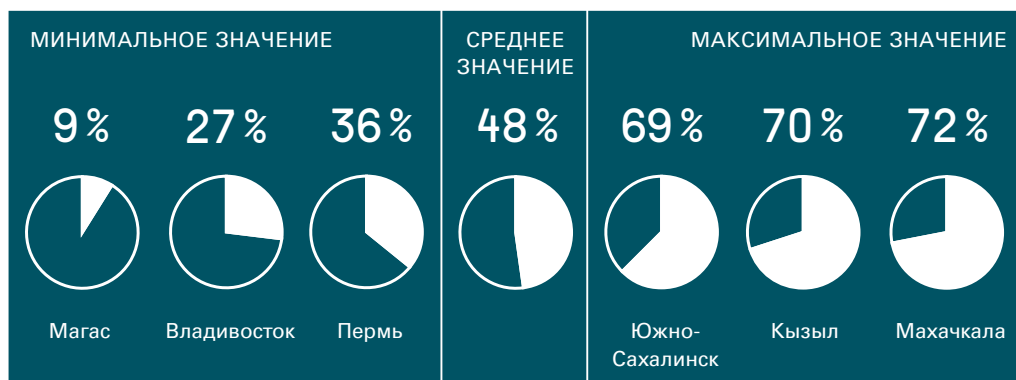 МИНИМАЛЬНОЕ ЗНАЧЕНИЕ
9 %
27 %
36 %
Магас
Владивосток
Пермь
СРЕДНЕЕ
ЗНАЧЕНИЕ
48 %
МАКСИМАЛЬНОЕ ЗНАЧЕНИЕ
69 %
70 %
72 %
Южно-
Сахалинск
Кызыл
Махачкала